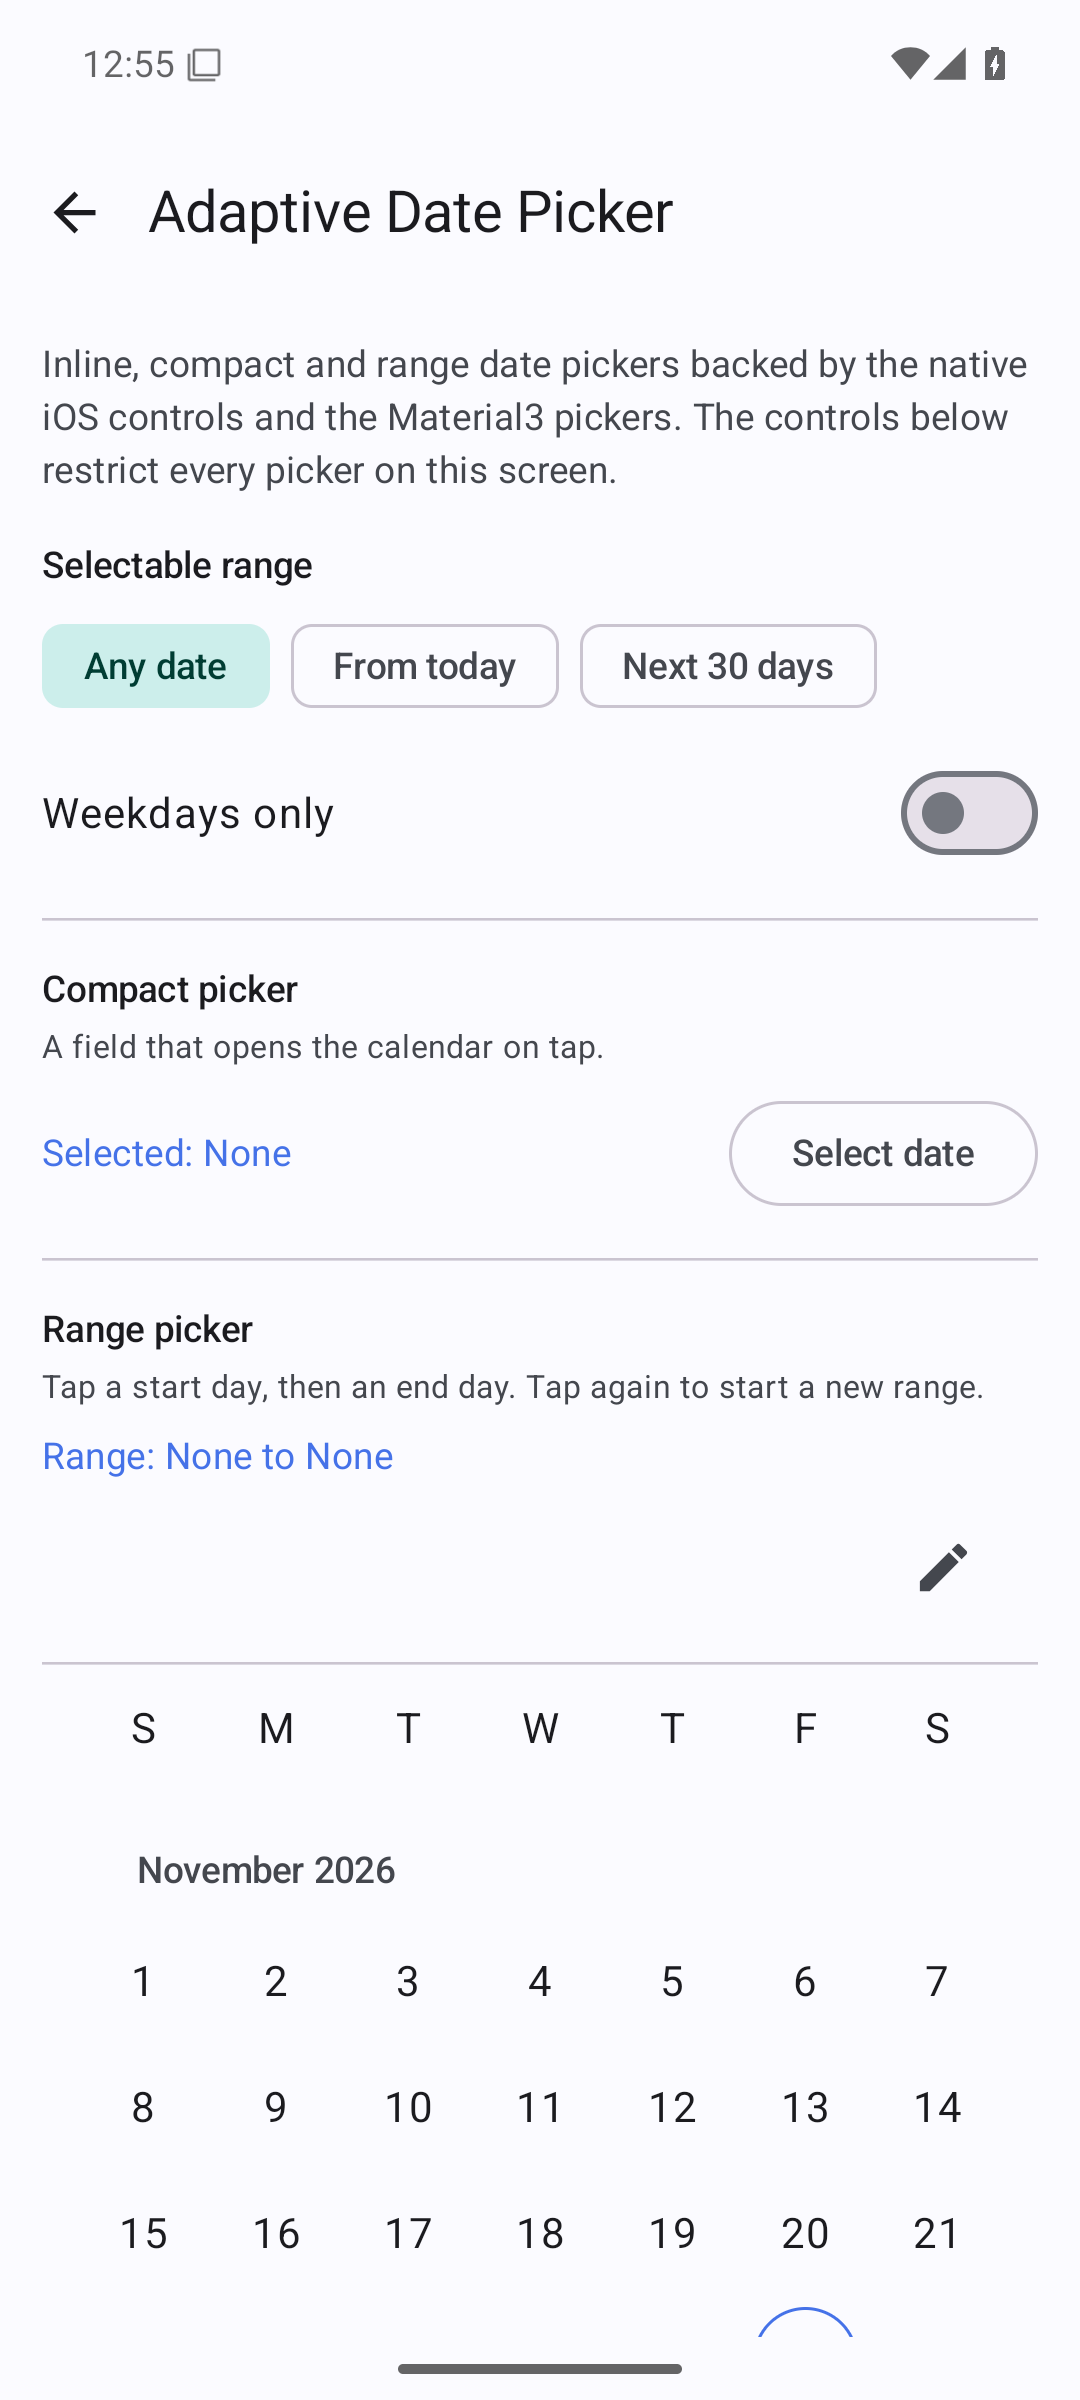 12:55
Adaptive Date Picker
Inline, compact and range date pickers backed by the native
iOS controls and the Material3 pickers. The controls below
restrict every picker on this screen.
Selectable range
Any date From today Next 30 days
Weekdays only
Compact picker
A field that opens the calendar on tap.
Selected: None Select date
Range picker
Tap a start day, then an end day. Tap again to start a new range.
Range: None to None
S M T W T F S
November 2026
1 2 3 4 5 6 7
8 9 10 11 12 13 14
15 16 17 18 19 20 21